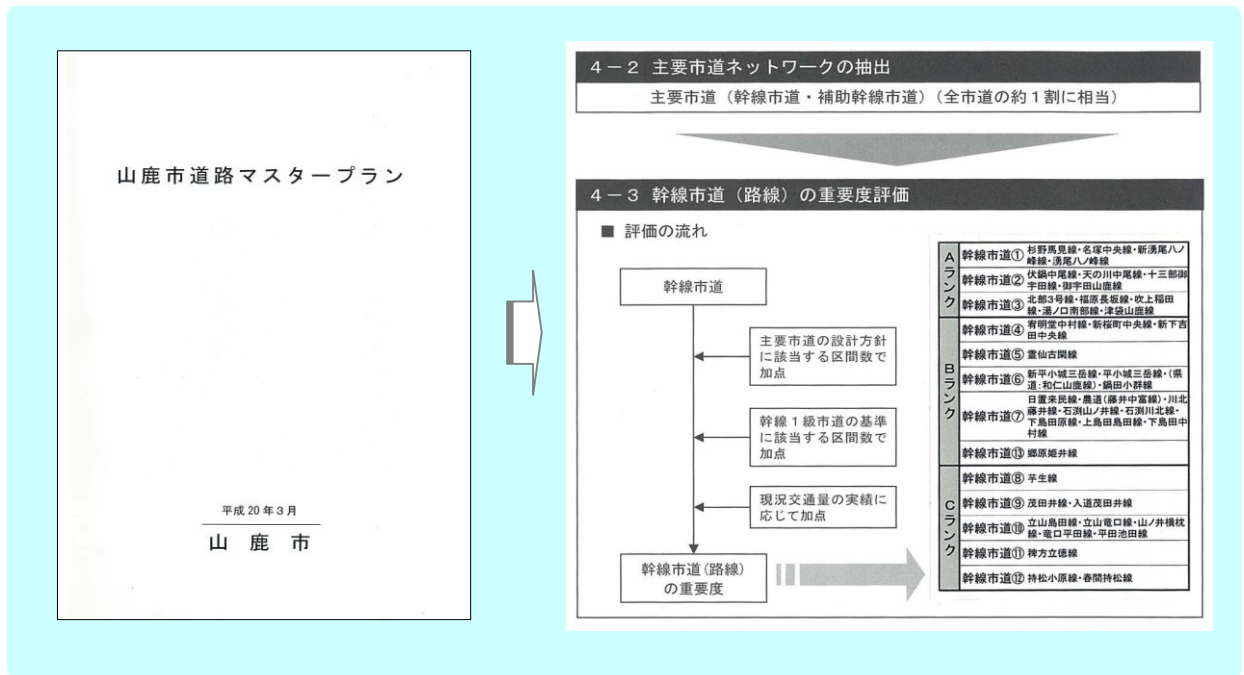 山鹿市道路マスタープラン
平成20年3月
山鹿市
4－2 主要市道ネットワークの抽出
主要市道（幹線市道・補助幹線市道）（全市道の約1割に相当）
4－3 幹線市道（路線）の重要度評価
■ 評価の流れ
幹線市道
主要市道の設計方針
に該当する区間数で
加点
幹線1級市道の基準
に該当する区間数で
加点
現況交通量の実績に
応じて加点
幹線市道（路線）
の重要度
Aランク
幹線市道① 杉野馬見線・名塚中央線・新湧尾八ノ
峰線・湧尾八ノ峰線
幹線市道② 伏鍋中尾線・天の川中尾線・十三部御
宇田線・御宇田山鹿線
幹線市道③ 北部3号線・福原長坂線・吹上稲田
線・湯ノ口南部線・津袋山鹿線
Bランク
幹線市道④ 宥明堂中村線・新桜町中央線・新下吉
田中央線
幹線市道⑤ 霊仙古閑線
幹線市道⑥ 新平小城三岳線・平小城三岳線・（県
道：和仁山鹿線）・鍋田小群線
幹線市道⑦ 日置来民線・農道（藤井中富線）・川北
藤井線・石渕山ノ井線・石渕川北線・
下島田原線・上島田島田線・下島田中
村線
幹線市道⑬ 郷原姫井線
Cランク
幹線市道⑧ 芋生線
幹線市道⑨ 茂田井線・入道茂田井線
幹線市道⑩ 立山島田線・立山竜口線・山ノ井横枕
線・竜口平田線・平田池田線
幹線市道⑪ 稗方立徳線
幹線市道⑫ 持松小原線・春間持松線